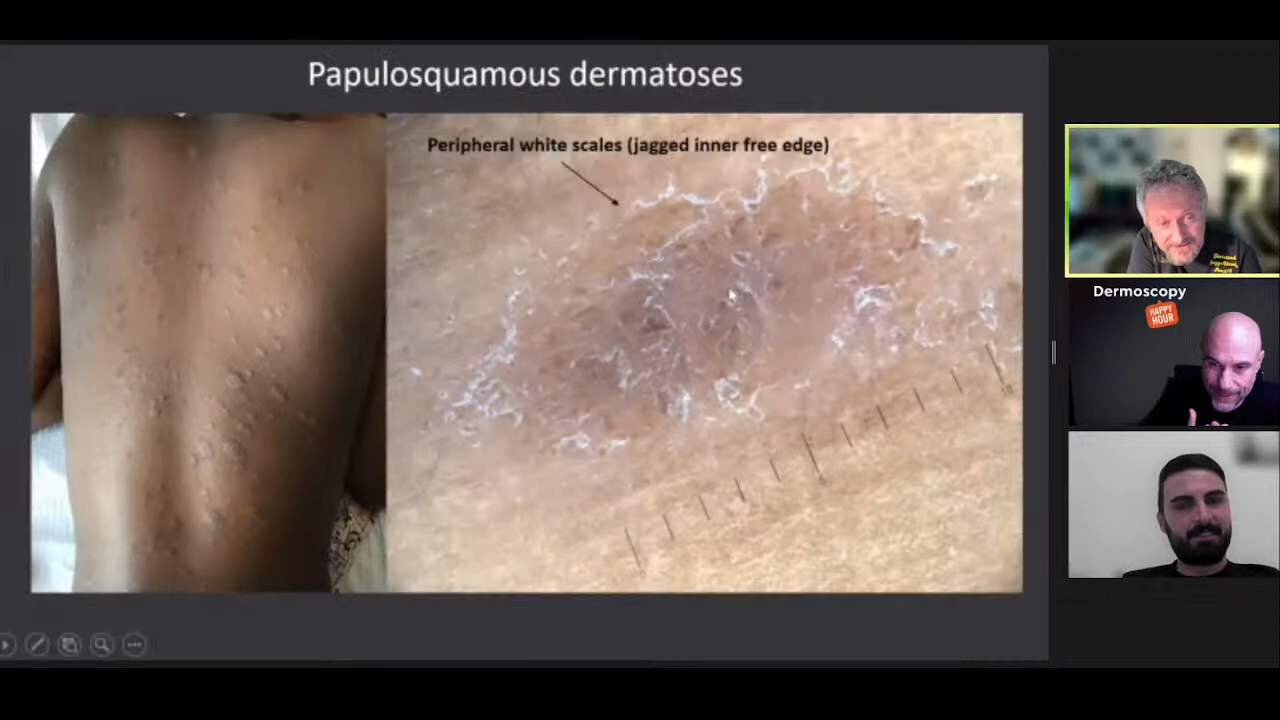 Papulosquamous dermatoses
Peripheral white scales (jagged inner free edge)
Dermoscopy
HAPPY
HOUR